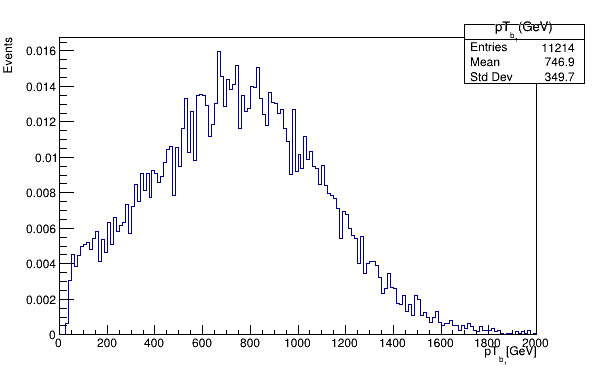 pT_b_1 (GeV)
Entries 11214
Mean 746.9
Std Dev 349.7
Events
0.016
0.014
0.012
0.01
0.008
0.006
0.004
0.002
0
0 200 400 600 800 1000 1200 1400 1600 1800 2000
pT_b_1 [GeV]